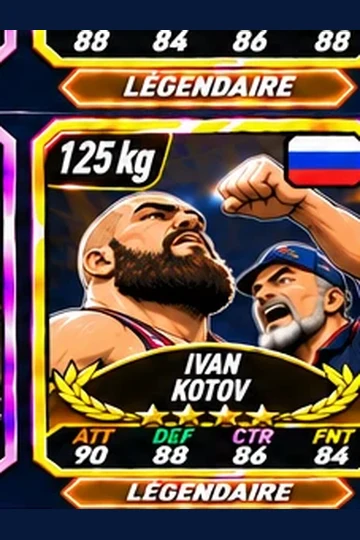 88 84 86 88
LÉGENDAIRE
125 kg
IVAN
KOTOV
ATT DEF CTR FNT
90 88 86 84
LÉGENDAIRE